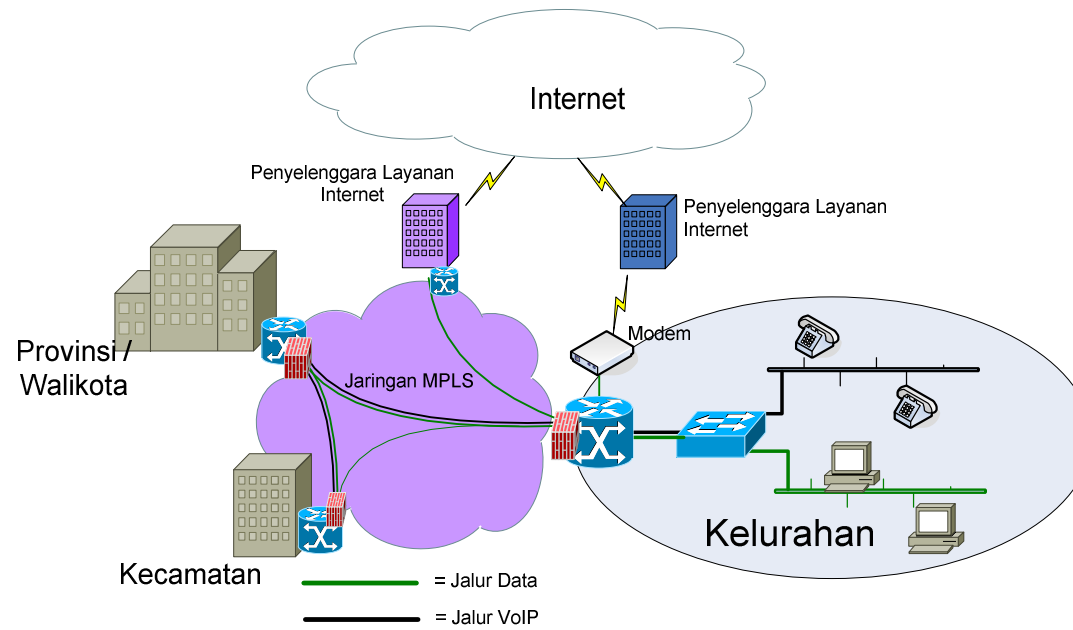 Internet
Penyelenggara Layanan
Internet
Penyelenggara Layanan
Internet
Modem
Provinsi /
Walikota
Jaringan MPLS
Kelurahan
Kecamatan
= Jalur Data
= Jalur VoIP